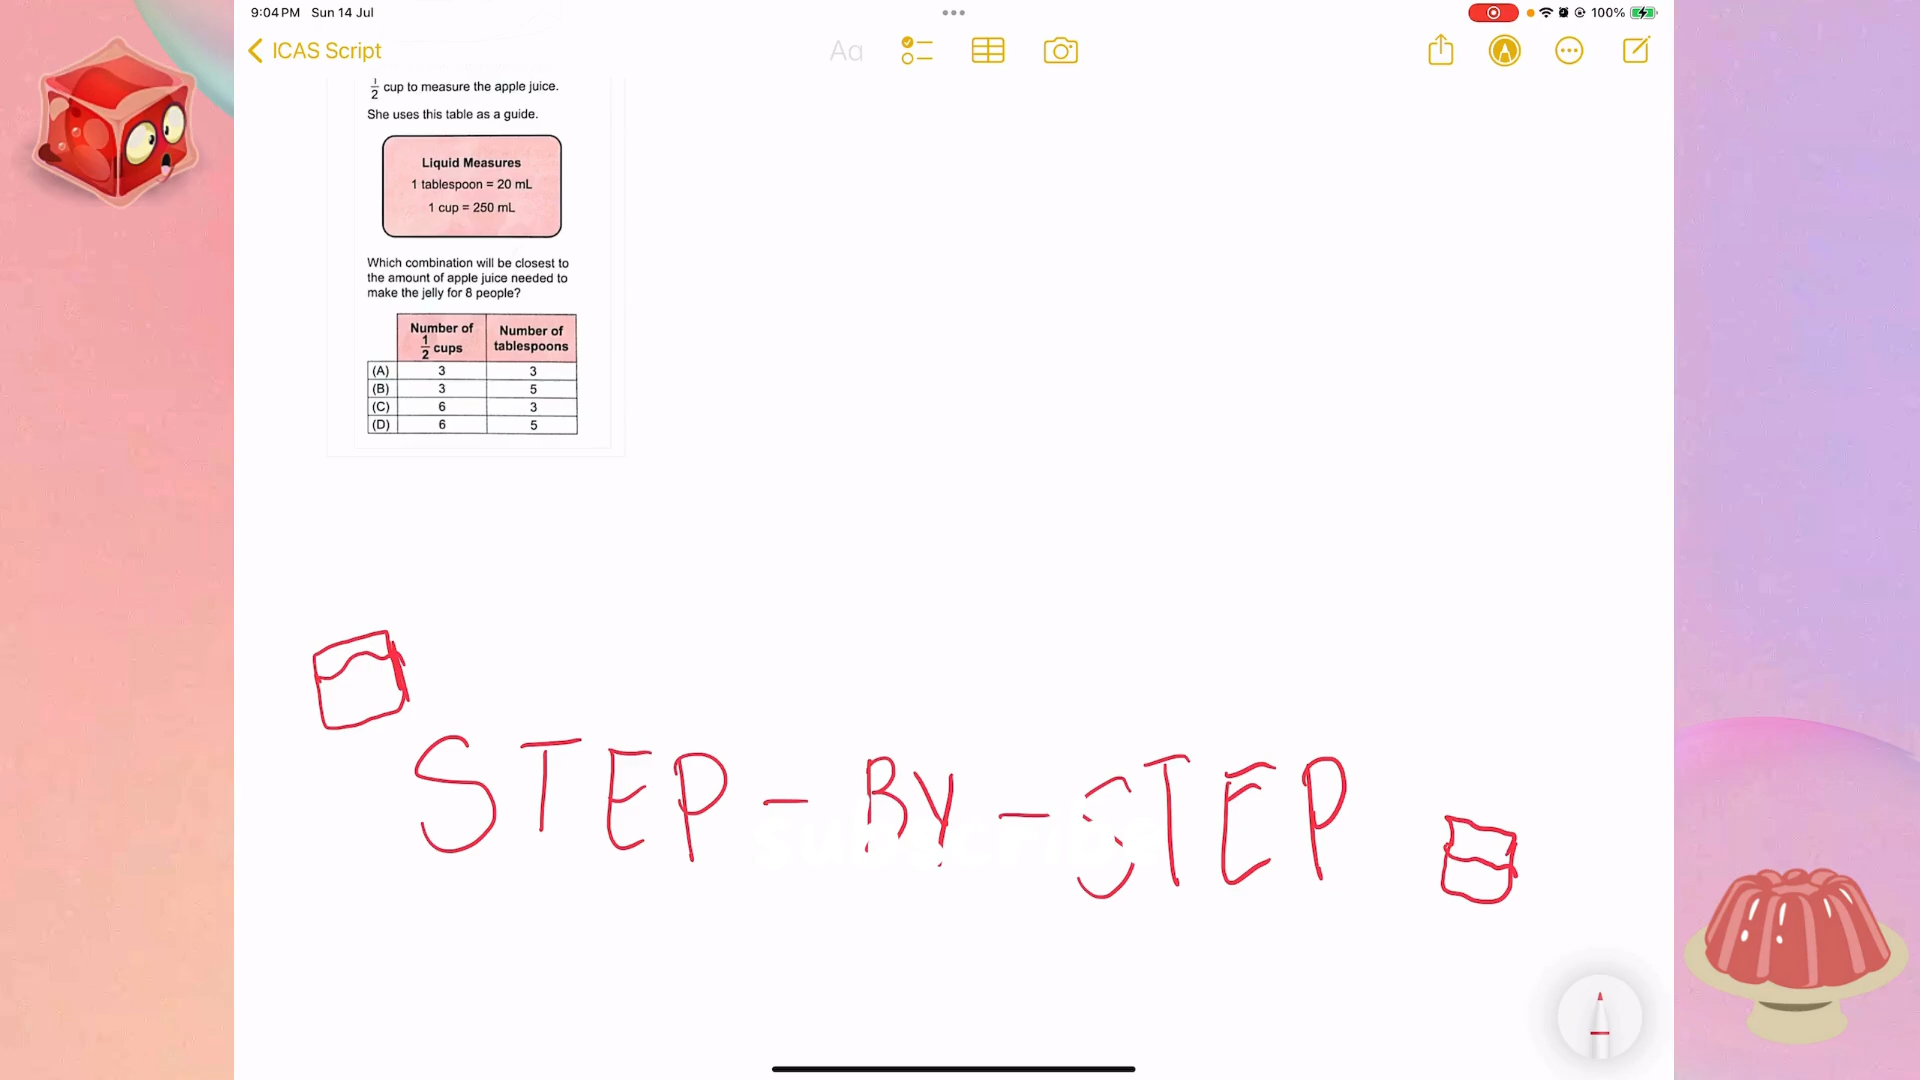 9:04 PM Sun 14 Jul
100%
ICAS Script
Aa
1/2 cup to measure the apple juice.
She uses this table as a guide.
Liquid Measures
1 tablespoon = 20 mL
1 cup = 250 mL
Which combination will be closest to
the amount of apple juice needed to
make the jelly for 8 people?
Number of 1/2 cups Number of tablespoons
(A) 3 3
(B) 3 5
(C) 6 3
(D) 6 5
STEP-BY-STEP
subscribe